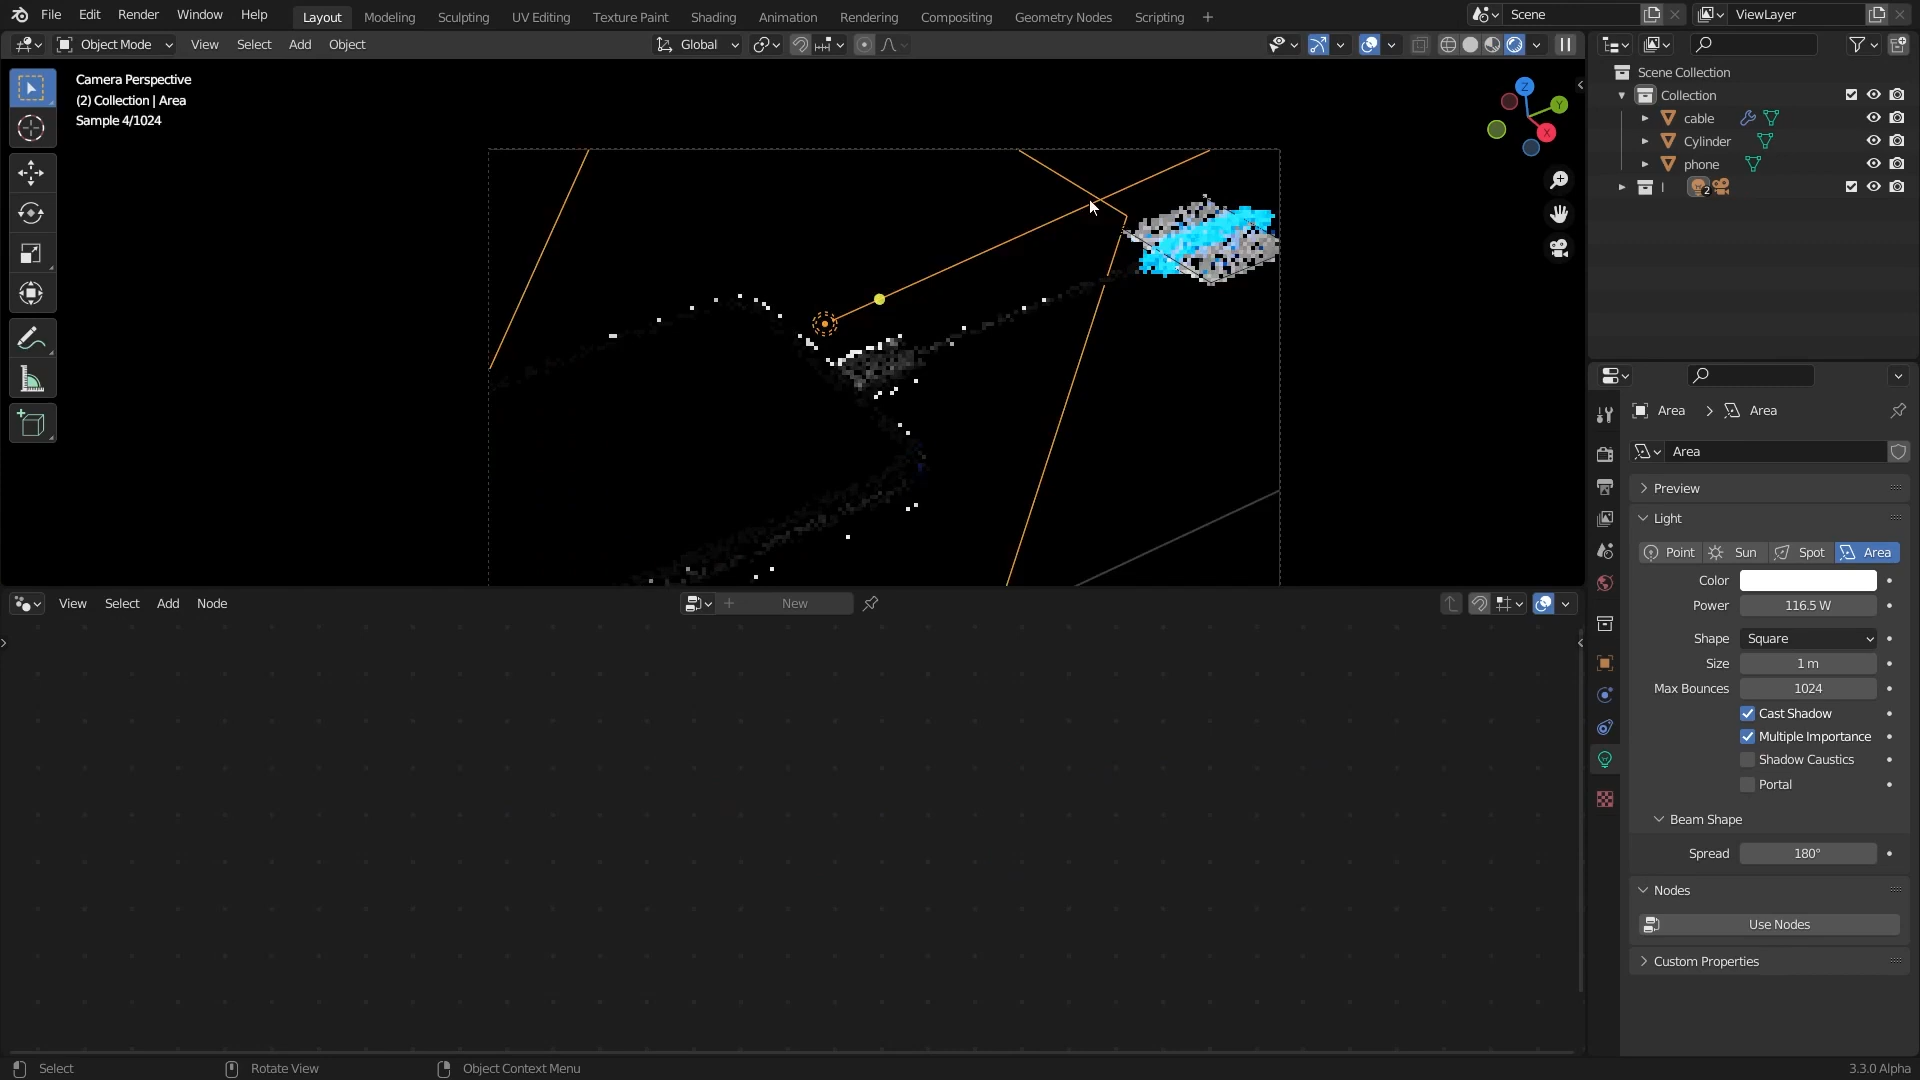 File Edit Render Window Help Layout Modeling Sculpting UV Editing Texture Paint Shading Animation Rendering Compositing Geometry Nodes Scripting + Scene ViewLayer
Object Mode View Select Add Object Global
Camera Perspective
(2) Collection | Area
Sample 4/1024
Z
Y
X
Scene Collection
Collection
cable
Cylinder
phone
l 2
Area > Area
Area
Preview
Light
Point Sun Spot Area
Color
Power 116.5 W
Shape Square
Size 1 m
Max Bounces 1024
Cast Shadow
Multiple Importance
Shadow Caustics
Portal
Beam Shape
Spread 180°
Nodes
Use Nodes
Custom Properties
View Select Add Node + New
Select Rotate View Object Context Menu 3.3.0 Alpha